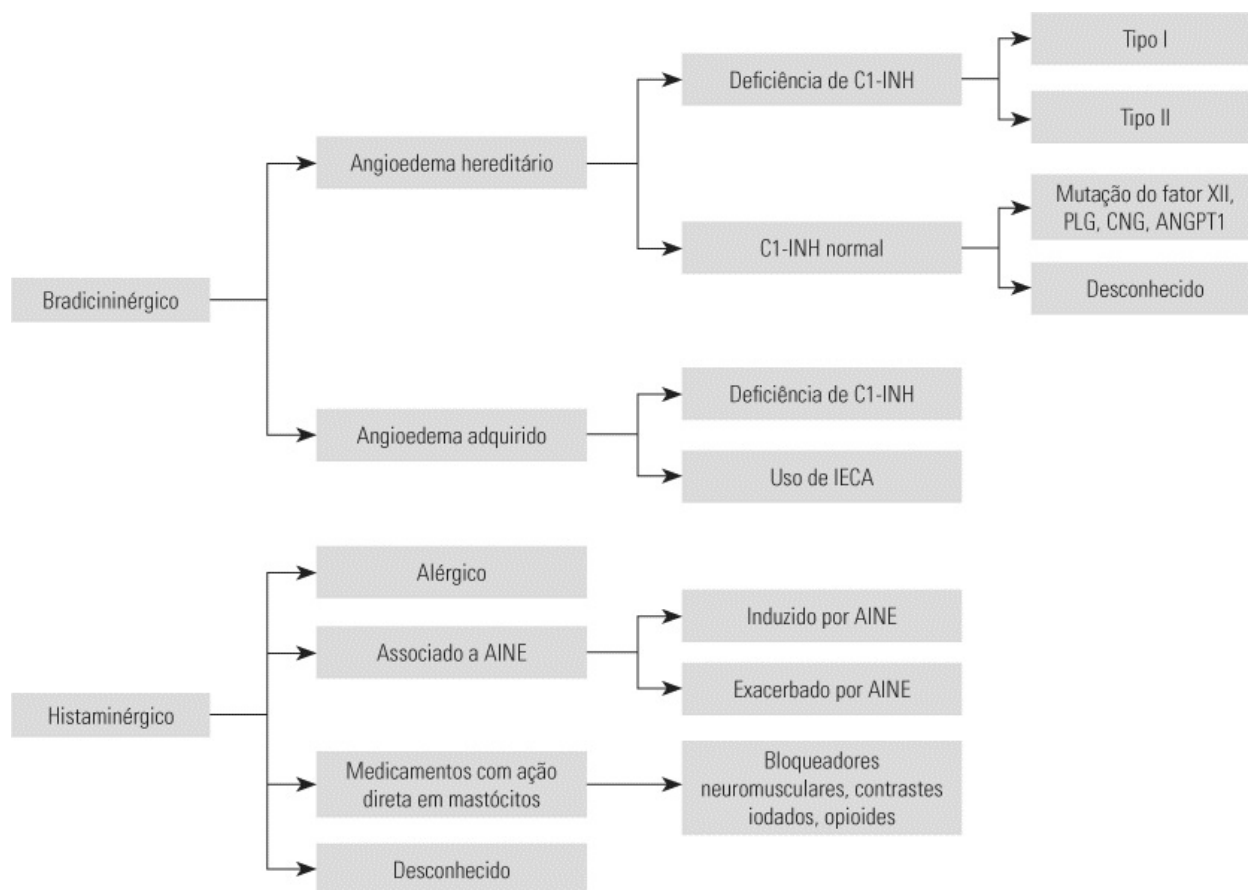 Bradicininérgico
Angioedema hereditário
Deficiência de C1-INH
Tipo I
Tipo II
C1-INH normal
Mutação do fator XII,
PLG, CNG, ANGPT1
Desconhecido
Angioedema adquirido
Deficiência de C1-INH
Uso de IECA
Histaminérgico
Alérgico
Associado a AINE
Induzido por AINE
Exacerbado por AINE
Medicamentos com ação
direta em mastócitos
Bloqueadores
neuromusculares, contrastes
iodados, opioides
Desconhecido